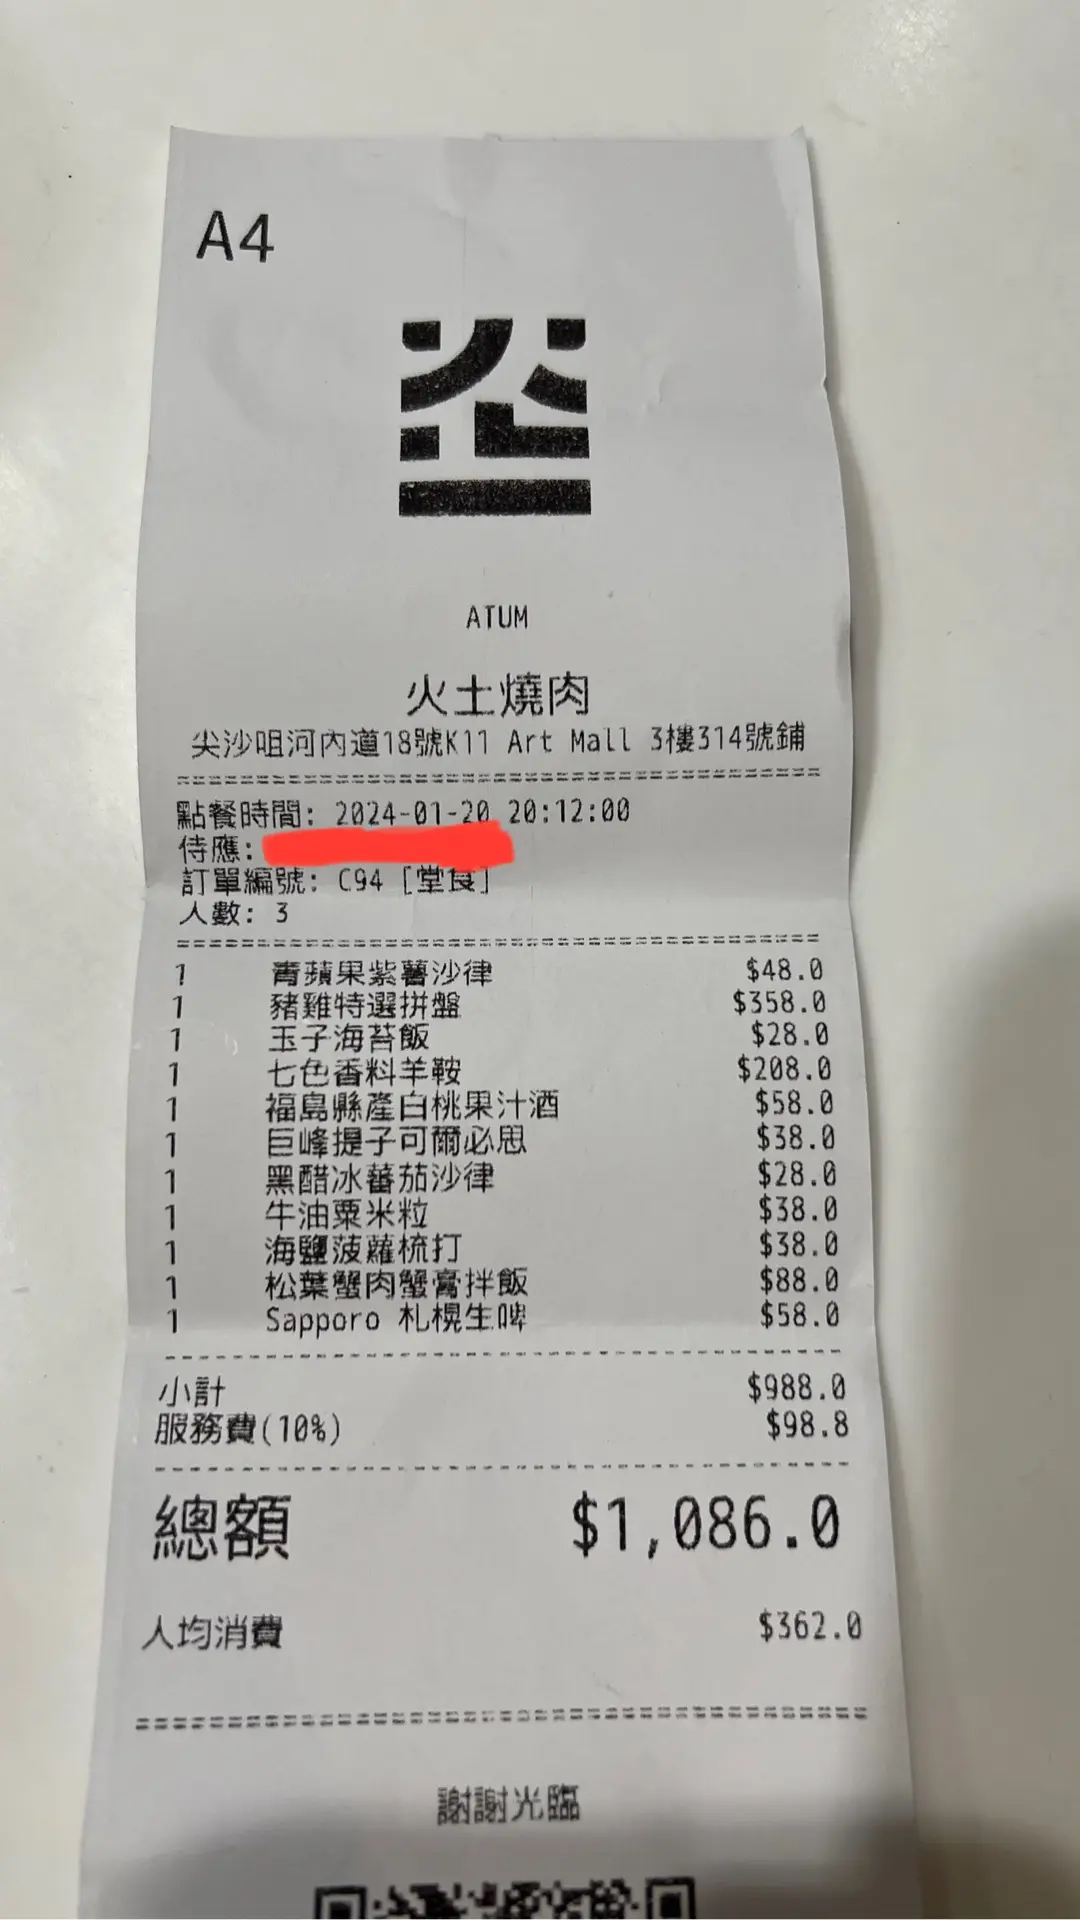 A4
ATUM
火土燒肉
尖沙咀河內道18號K11 Art Mall 3樓314號鋪
點餐時間: 2024-01-20 20:12:00
侍應:
訂單編號: C94 [堂食]
人數: 3
1 青蘋果紫薯沙律 $48.0
1 豬雞特選拼盤 $358.0
1 玉子海苔飯 $28.0
1 七色香料羊鞍 $208.0
1 福島縣產白桃果汁酒 $58.0
1 巨峰提子可爾必思 $38.0
1 黑醋冰蕃茄沙律 $28.0
1 牛油粟米粒 $38.0
1 海鹽菠蘿梳打 $38.0
1 松葉蟹肉蟹膏拌飯 $88.0
1 Sapporo 札幌生啤 $58.0
小計 $988.0
服務費(10%) $98.8
總額 $1,086.0
人均消費 $362.0
謝謝光臨